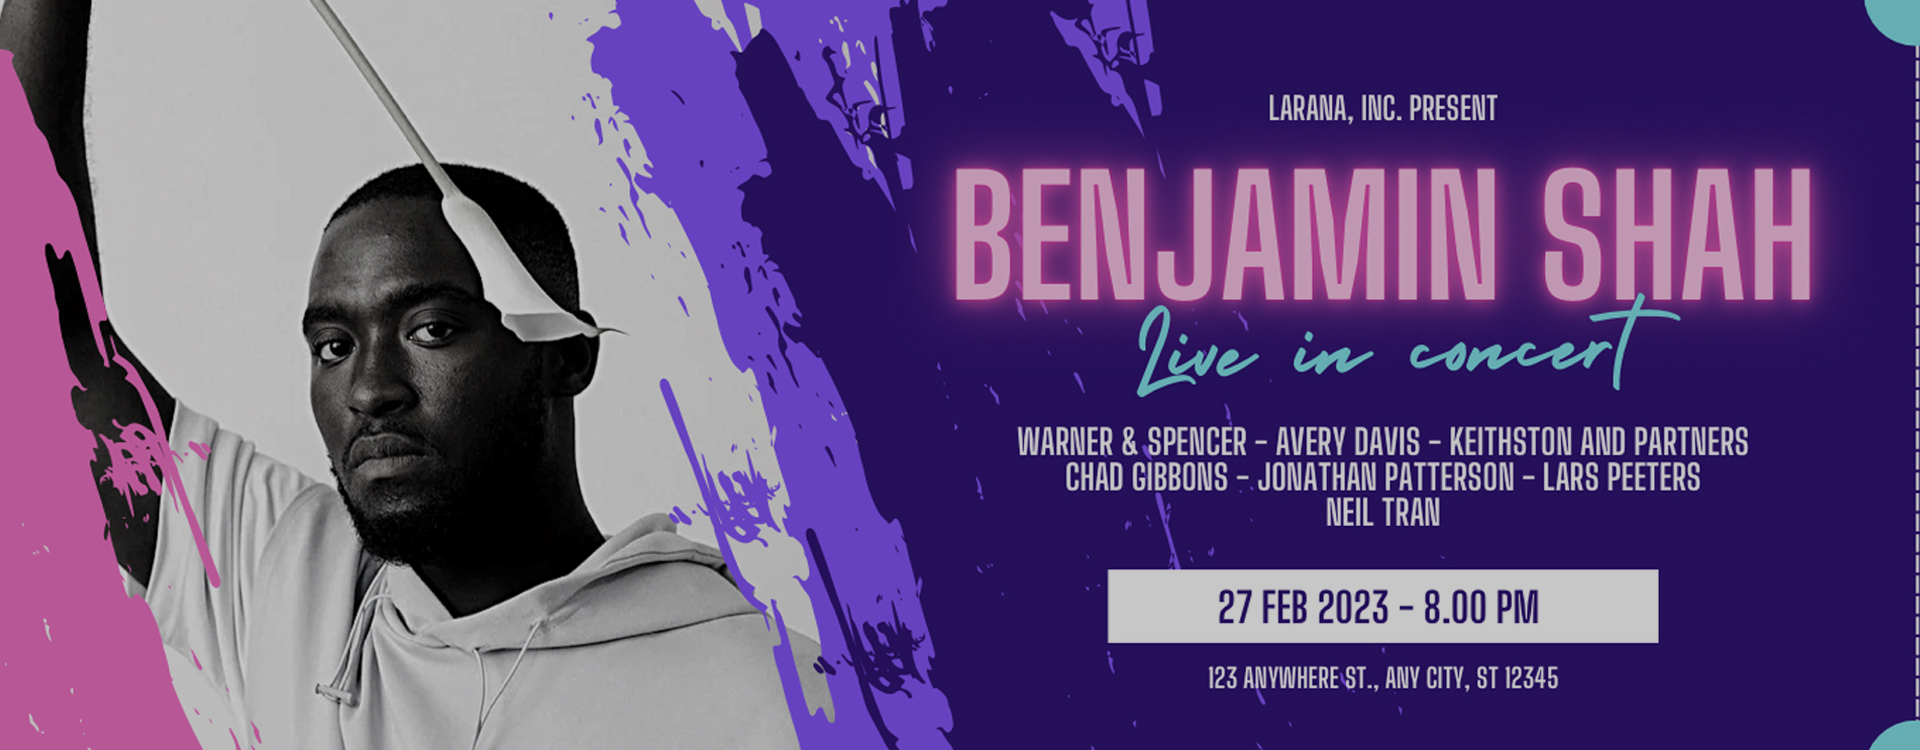 LARANA, INC. PRESENT
BENJAMIN SHAH
Live in concert
WARNER & SPENCER - AVERY DAVIS - KEITHSTON AND PARTNERS
CHAD GIBBONS - JONATHAN PATTERSON - LARS PEETERS
NEIL TRAN
27 FEB 2023 - 8.00 PM
123 ANYWHERE ST., ANY CITY, ST 12345